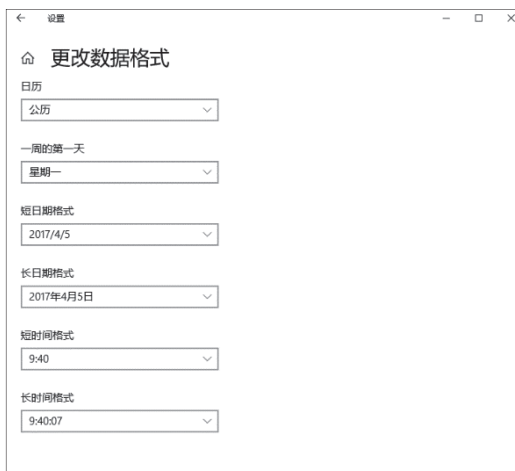 设置
更改数据格式
日历
公历
一周的第一天
星期一
短日期格式
2017/4/5
长日期格式
2017年4月5日
短时间格式
9:40
长时间格式
9:40:07